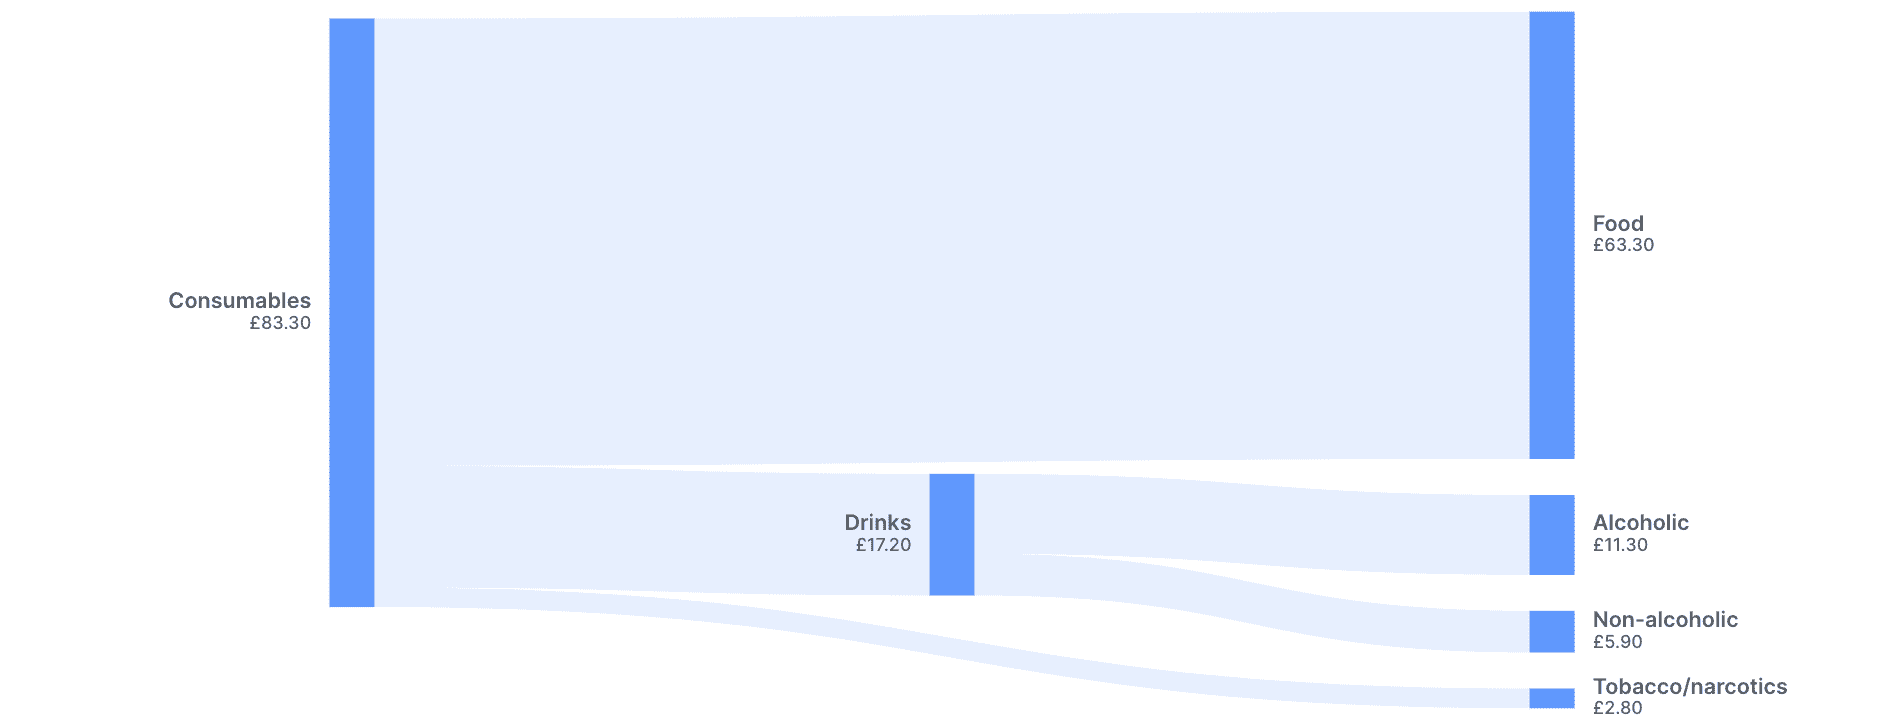 Consumables
£83.30
Drinks
£17.20
Food
£63.30
Alcoholic
£11.30
Non-alcoholic
£5.90
Tobacco/narcotics
£2.80